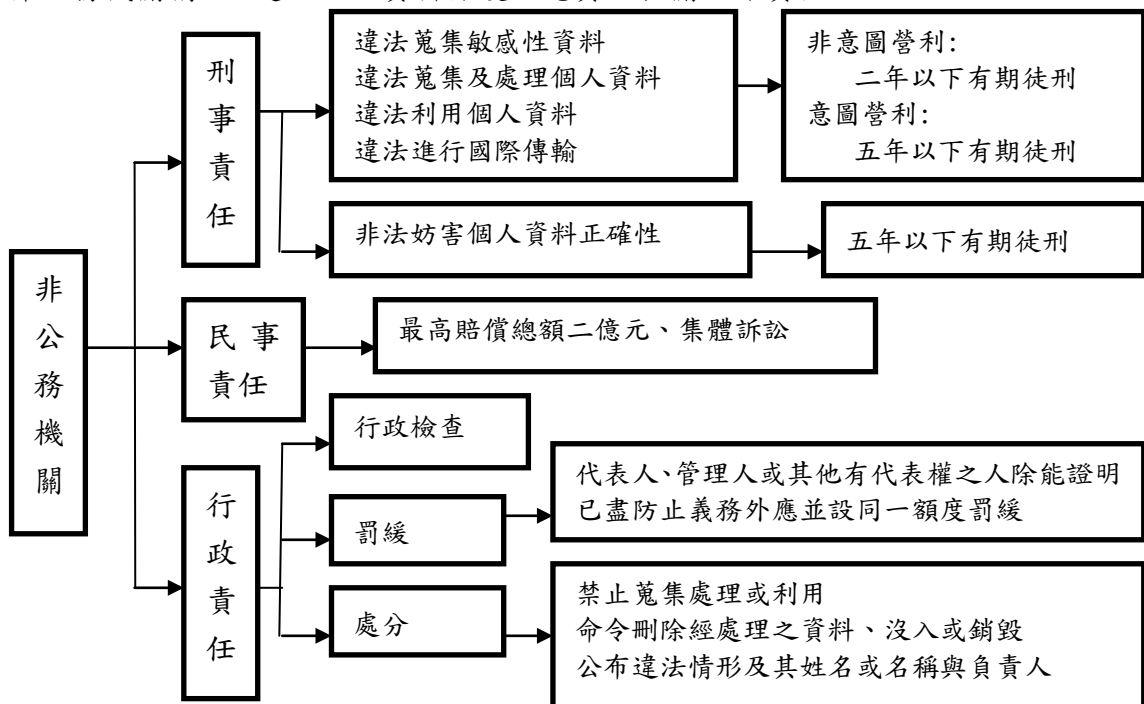 非公務機關
刑事責任
違法蒐集敏感性資料
違法蒐集及處理個人資料
違法利用個人資料
違法進行國際傳輸
非意圖營利:
二年以下有期徒刑
意圖營利:
五年以下有期徒刑
非法妨害個人資料正確性
五年以下有期徒刑
民事
責任
最高賠償總額二億元、集體訴訟
行政責任
行政檢查
罰緩
代表人、管理人或其他有代表權之人除能證明
已盡防止義務外應並設同一額度罰緩
處分
禁止蒐集處理或利用
命令刪除經處理之資料、沒入或銷毀
公布違法情形及其姓名或名稱與負責人